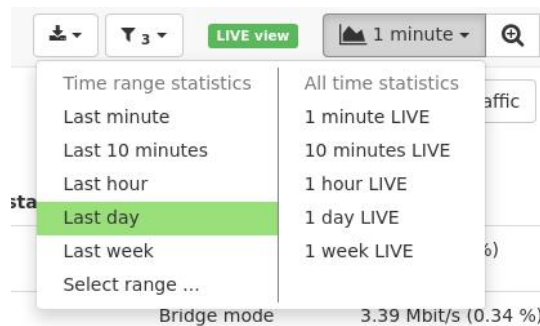 3 LIVE view 1 minute
Time range statistics
Last minute
Last 10 minutes
Last hour
Last day
Last week
Select range ...
All time statistics
1 minute LIVE
10 minutes LIVE
1 hour LIVE
1 day LIVE
1 week LIVE
affic
sta
%)
Bridge mode 3.39 Mbit/s (0.34 %)